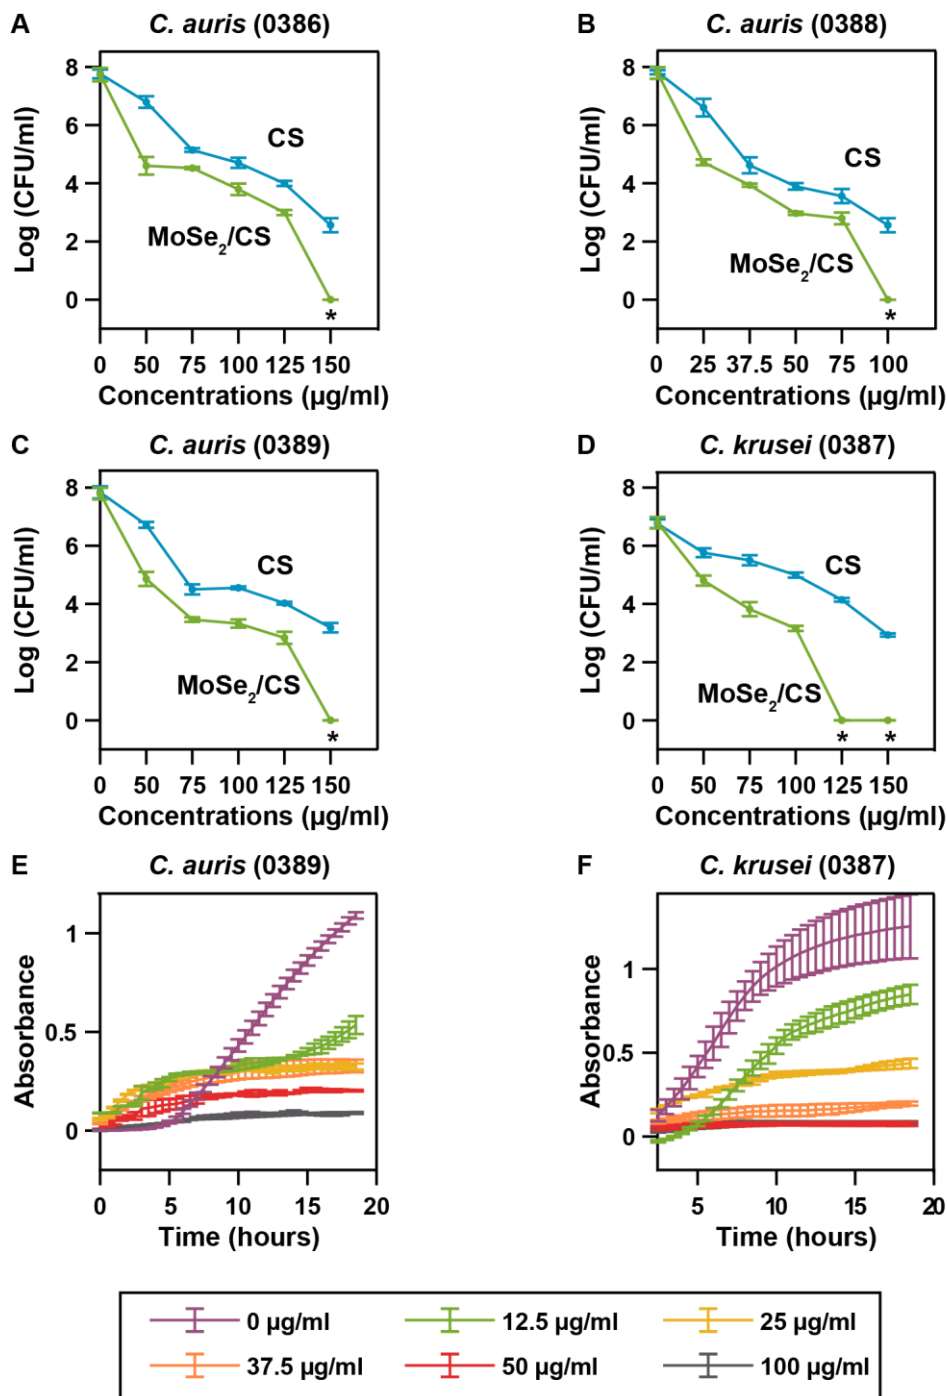 A C. auris (0386)
8
6
4
2
0
Log (CFU/ml)
CS
MoSe₂/CS
*
0 50 75 100 125 150
Concentrations (µg/ml)
B C. auris (0388)
8
6
4
2
0
Log (CFU/ml)
CS
MoSe₂/CS
*
0 25 37.5 50 75 100
Concentrations (µg/ml)
C C. auris (0389)
8
6
4
2
0
Log (CFU/ml)
CS
MoSe₂/CS
*
0 50 75 100 125 150
Concentrations (µg/ml)
D C. krusei (0387)
8
6
4
2
0
Log (CFU/ml)
CS
MoSe₂/CS
* *
0 50 75 100 125 150
Concentrations (µg/ml)
E C. auris (0389)
1
0.5
0
Absorbance
0 5 10 15 20
Time (hours)
F C. krusei (0387)
1
0.5
0
Absorbance
5 10 15 20
Time (hours)
0 µg/ml 12.5 µg/ml 25 µg/ml
37.5 µg/ml 50 µg/ml 100 µg/ml